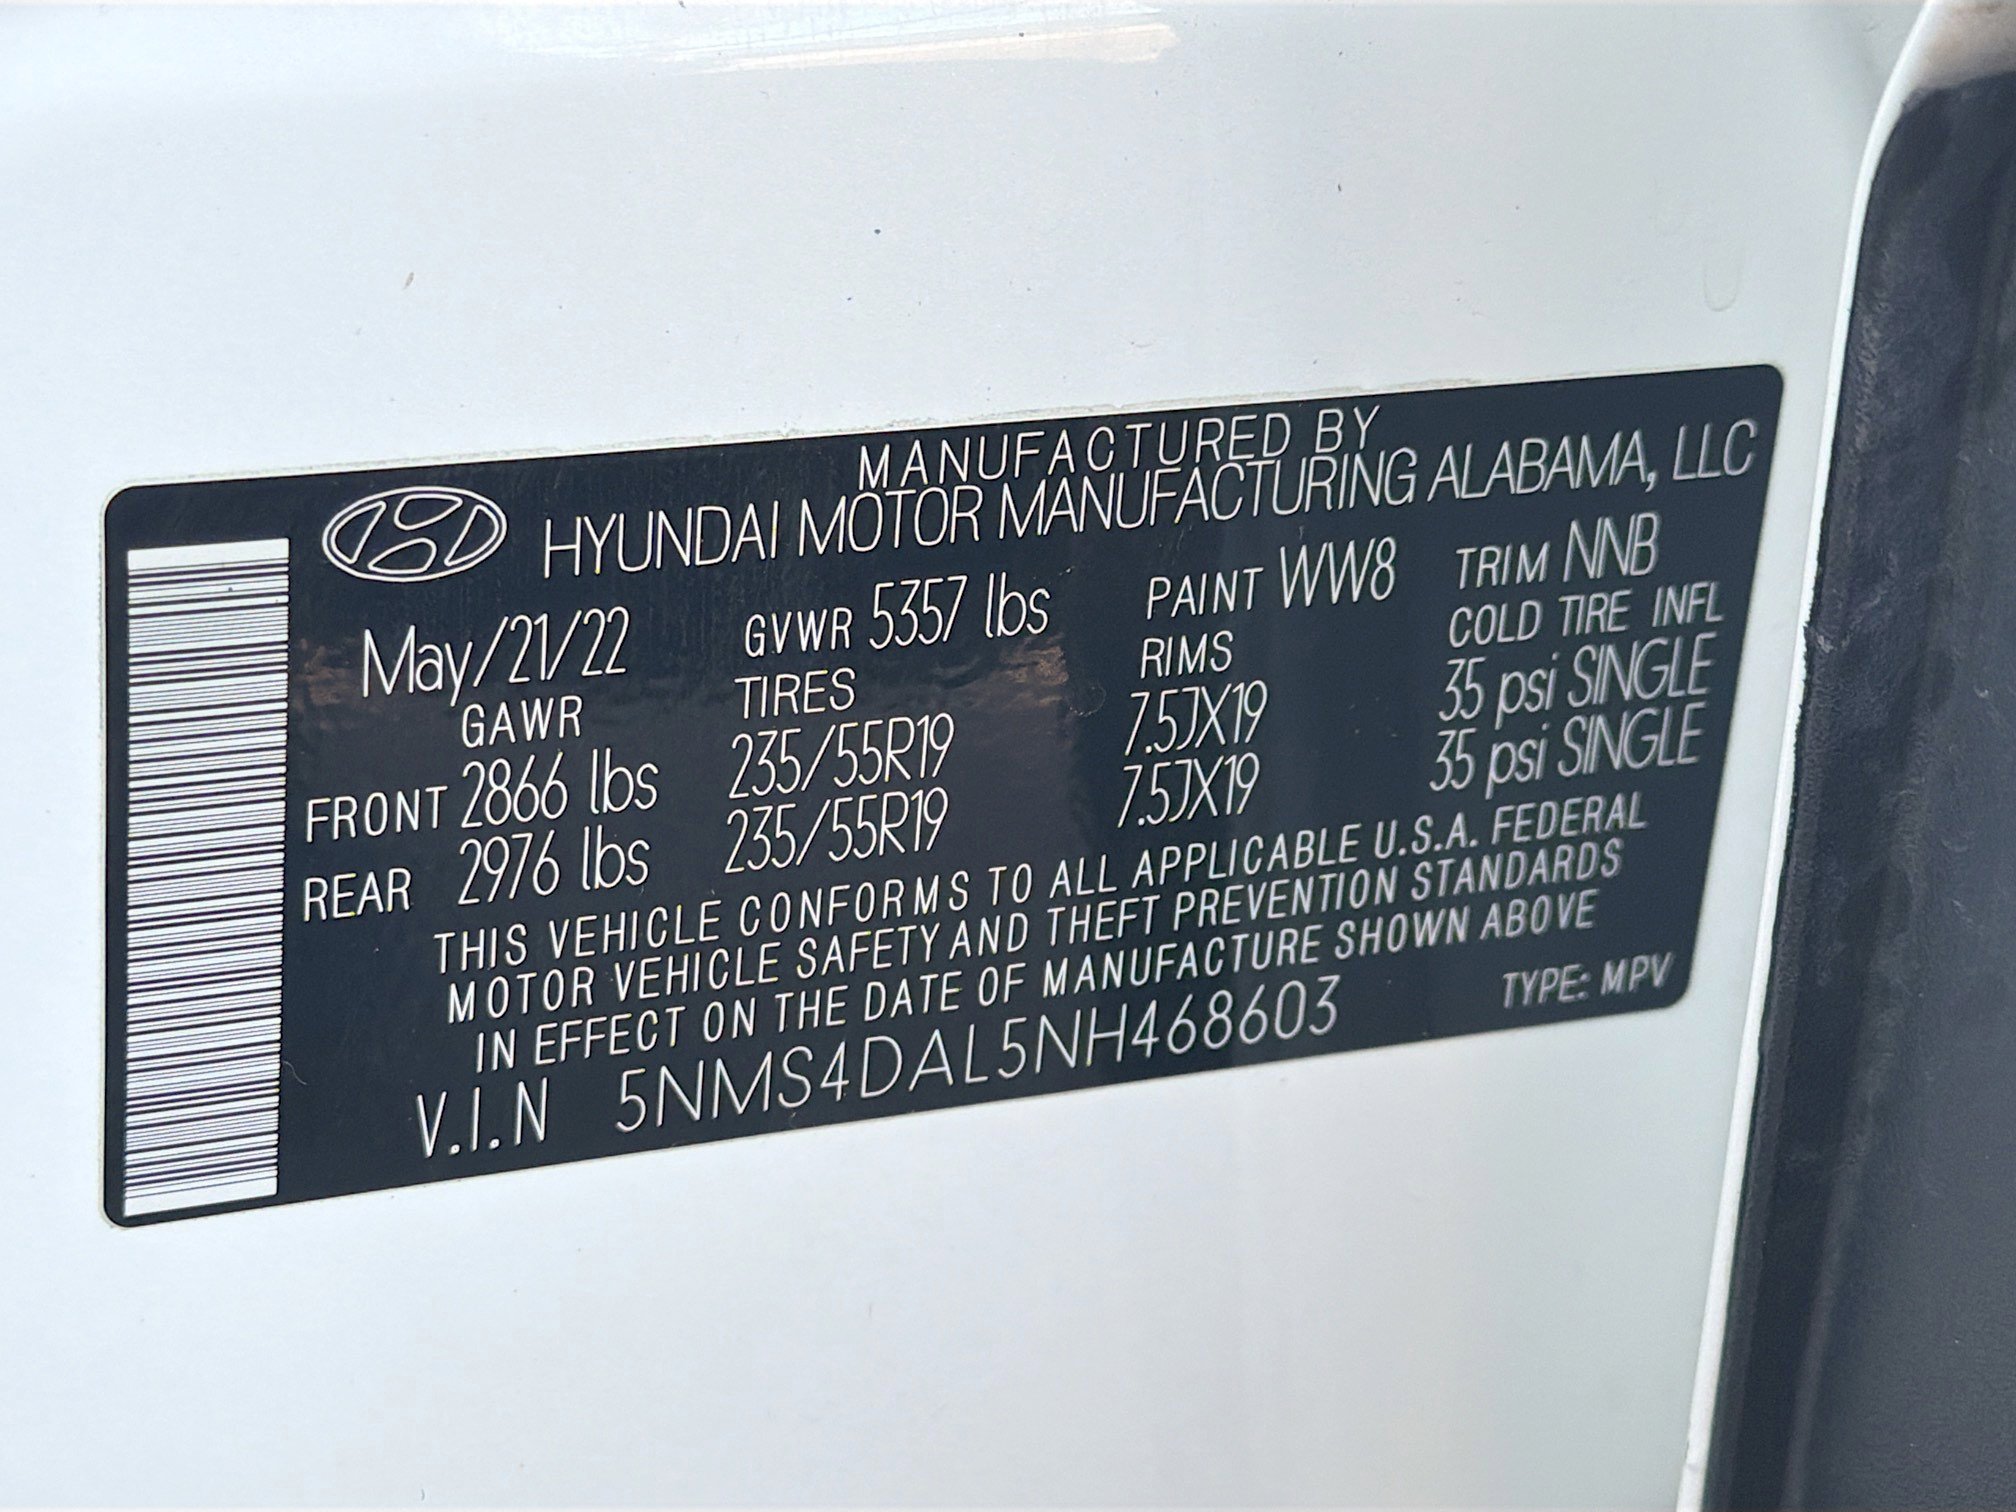 MANUFACTURED BY
HYUNDAI MOTOR MANUFACTURING ALABAMA, LLC
May/21/22 GVWR 5357 lbs PAINT WW8 TRIM NNB
GAWR TIRES RIMS COLD TIRE INFL
FRONT 2866 lbs 235/55R19 7.5JX19 35 psi SINGLE
REAR 2976 lbs 235/55R19 7.5JX19 35 psi SINGLE
THIS VEHICLE CONFORMS TO ALL APPLICABLE U.S.A. FEDERAL
MOTOR VEHICLE SAFETY AND THEFT PREVENTION STANDARDS
IN EFFECT ON THE DATE OF MANUFACTURE SHOWN ABOVE
V.I.N 5NMS4DAL5NH468603 TYPE: MPV